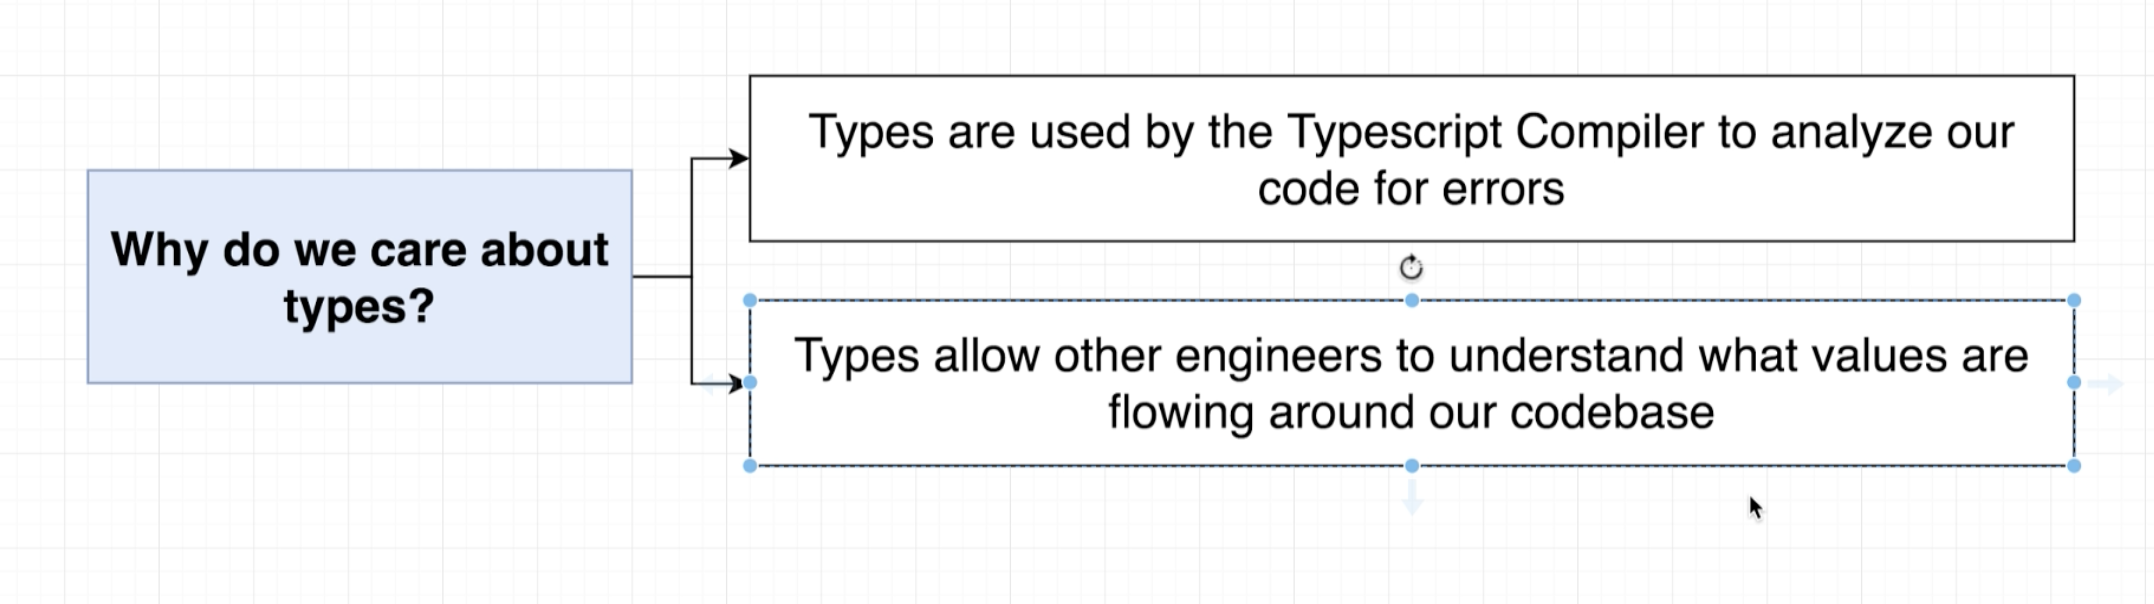 Why do we care about
types?
Types are used by the Typescript Compiler to analyze our
code for errors
Types allow other engineers to understand what values are
flowing around our codebase